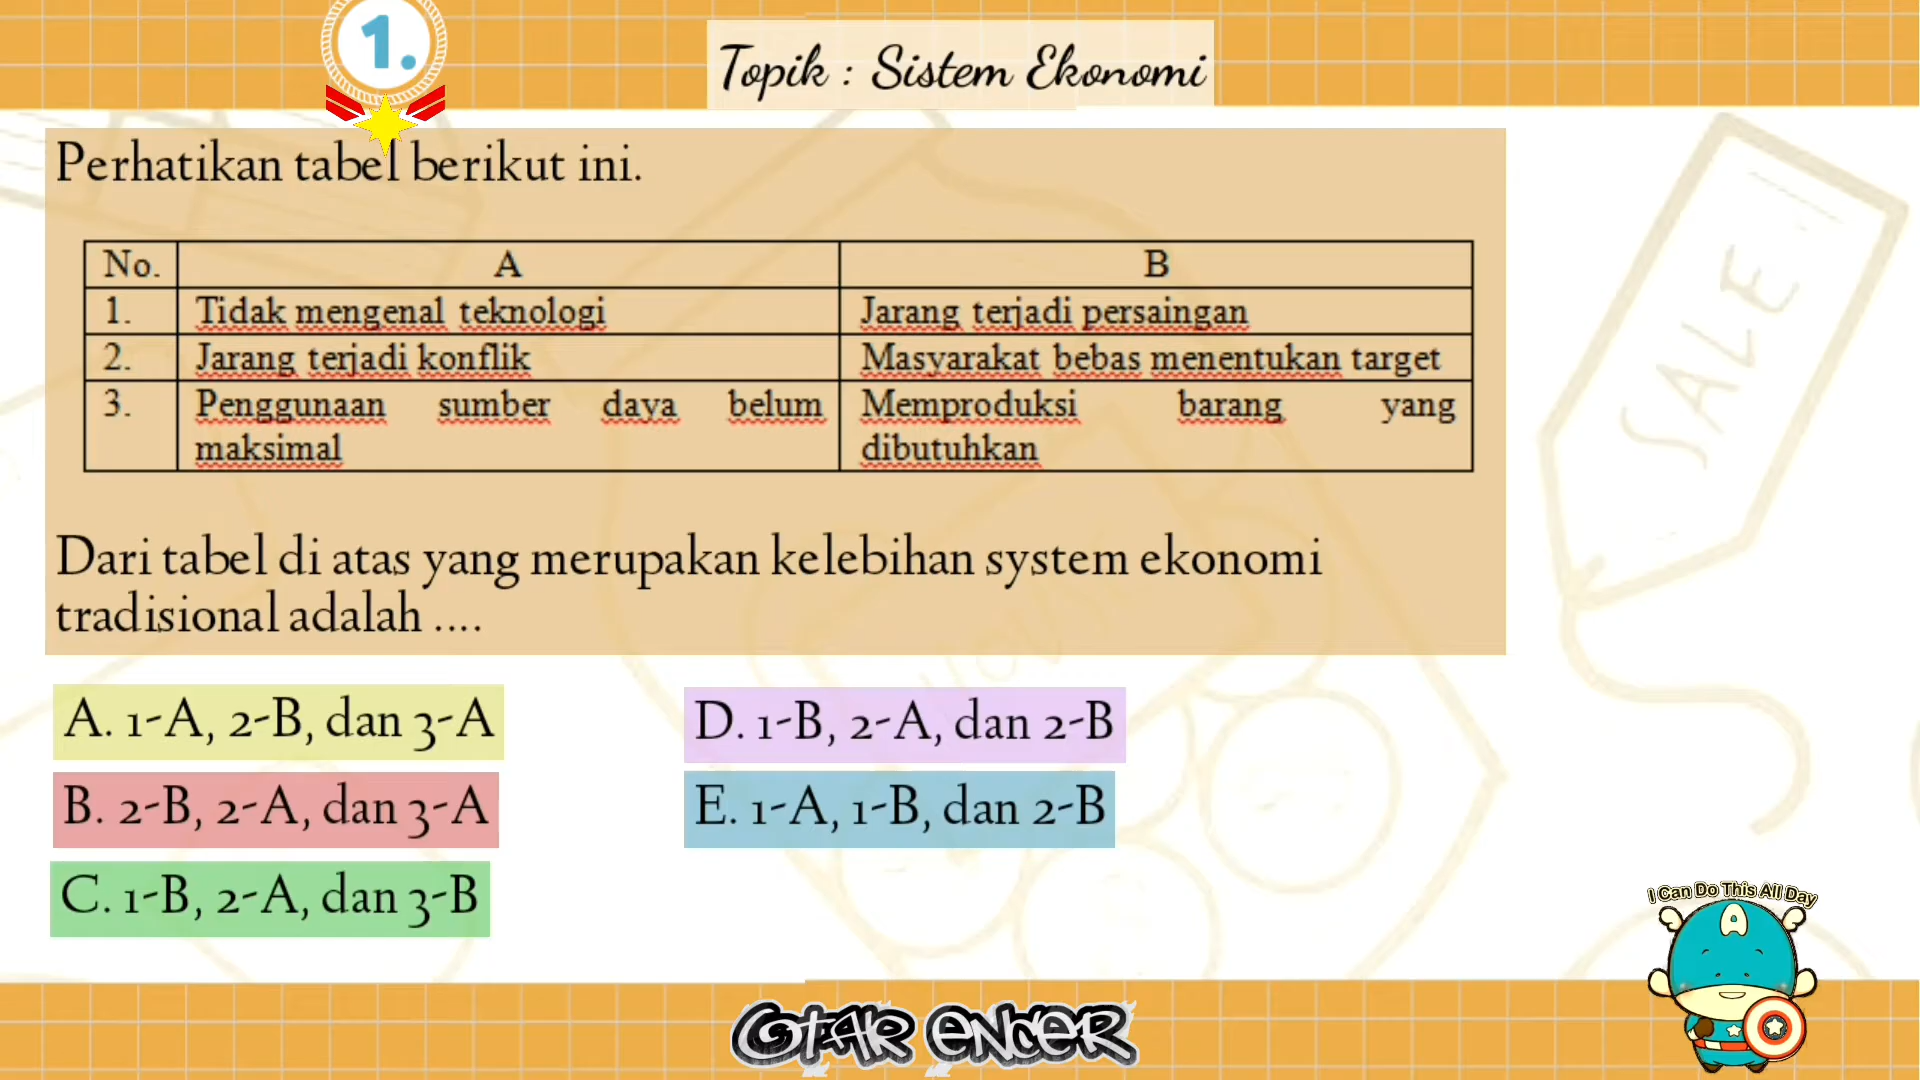 1.
Topik : Sistem Ekonomi
Perhatikan tabel berikut ini.
No. A B
1. Tidak mengenal teknologi Jarang terjadi persaingan
2. Jarang terjadi konflik Masyarakat bebas menentukan target
3. Penggunaan sumber daya belum Memproduksi barang yang
maksimal dibutuhkan
Dari tabel di atas yang merupakan kelebihan system ekonomi
tradisional adalah ....
A. 1-A, 2-B, dan 3-A
B. 2-B, 2-A, dan 3-A
C. 1-B, 2-A, dan 3-B
D. 1-B, 2-A, dan 2-B
E. 1-A, 1-B, dan 2-B
SALE
I Can Do This All Day
A
OTAK ENCER